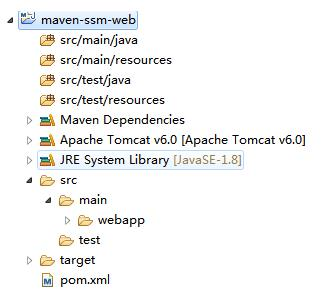 maven-ssm-web
src/main/java
src/main/resources
src/test/java
src/test/resources
Maven Dependencies
Apache Tomcat v6.0 [Apache Tomcat v6.0]
JRE System Library [JavaSE-1.8]
src
main
webapp
test
target
pom.xml